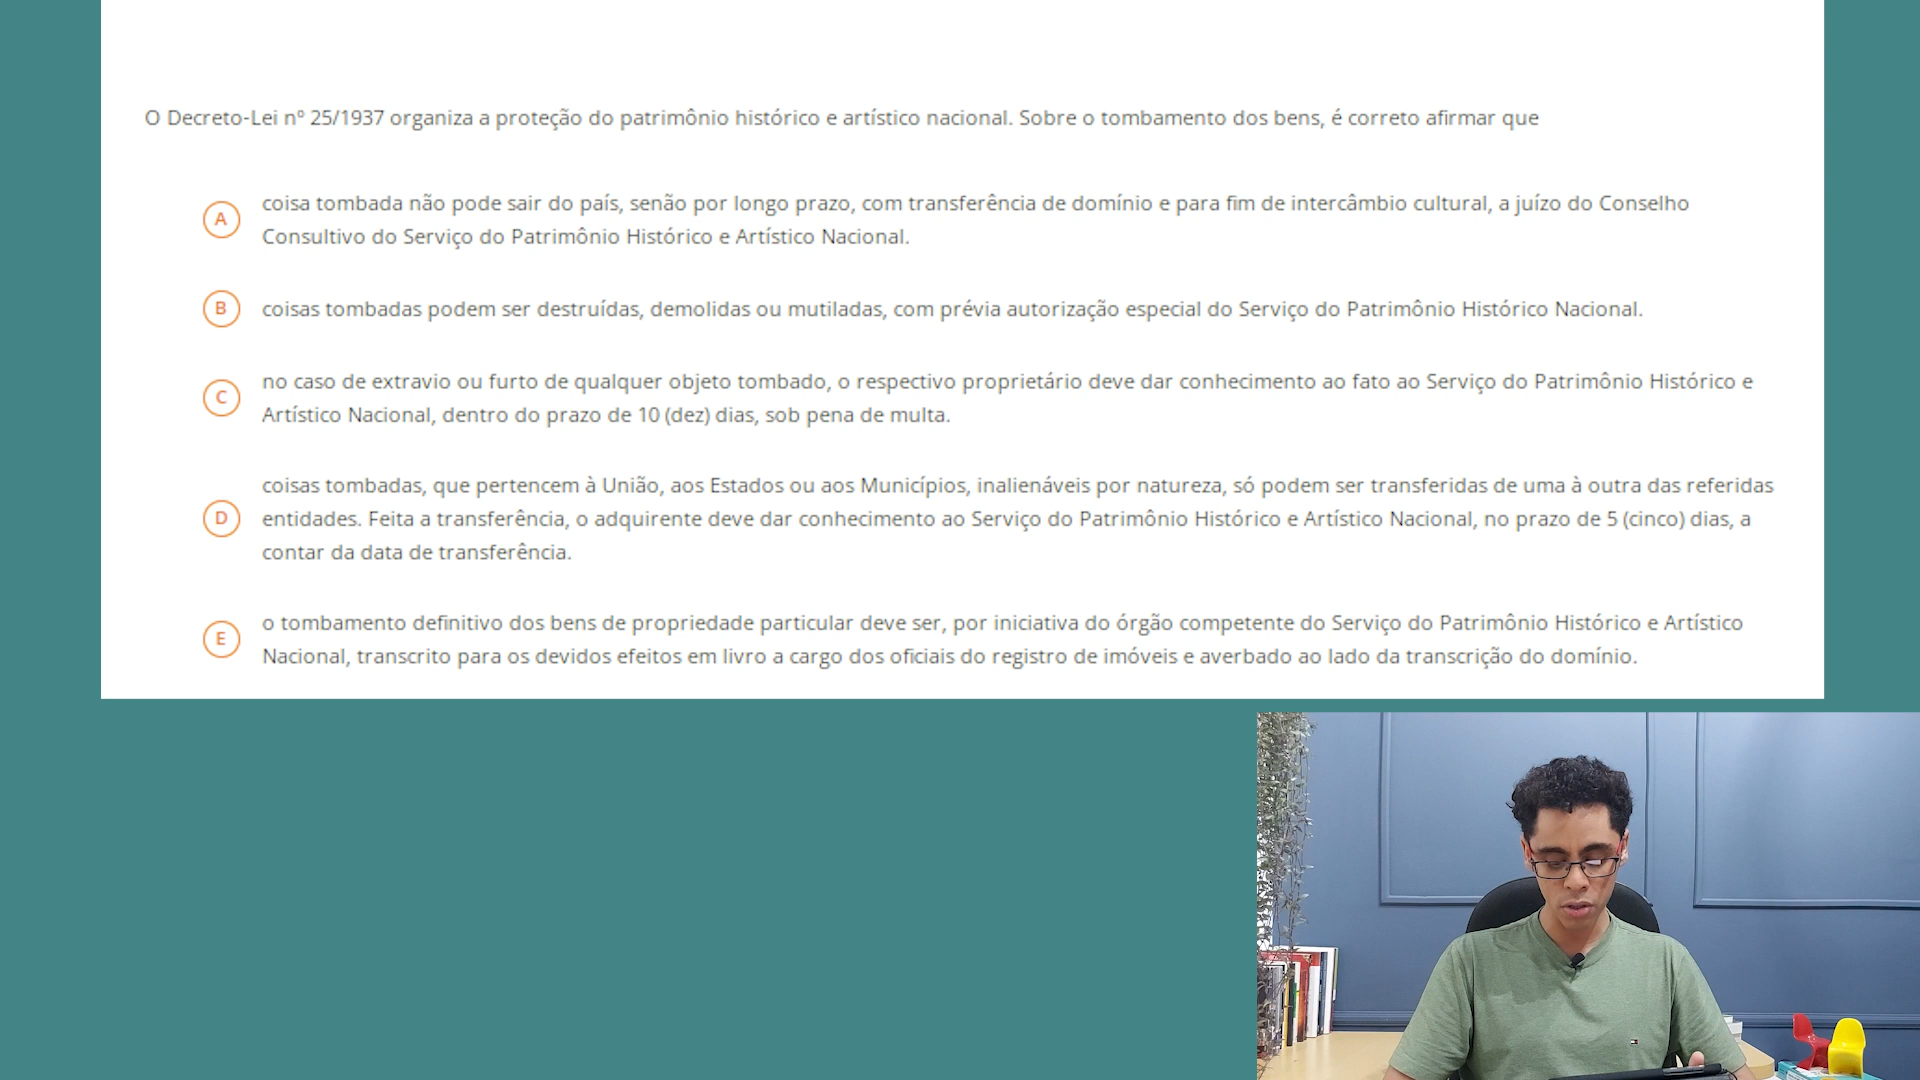 O Decreto-Lei nº 25/1937 organiza a proteção do patrimônio histórico e artístico nacional. Sobre o tombamento dos bens, é correto afirmar que
A
coisa tombada não pode sair do país, senão por longo prazo, com transferência de domínio e para fim de intercâmbio cultural, a juízo do Conselho
Consultivo do Serviço do Patrimônio Histórico e Artístico Nacional.
B
coisas tombadas podem ser destruídas, demolidas ou mutiladas, com prévia autorização especial do Serviço do Patrimônio Histórico Nacional.
C
no caso de extravio ou furto de qualquer objeto tombado, o respectivo proprietário deve dar conhecimento ao fato ao Serviço do Patrimônio Histórico e
Artístico Nacional, dentro do prazo de 10 (dez) dias, sob pena de multa.
D
coisas tombadas, que pertencem à União, aos Estados ou aos Municípios, inalienáveis por natureza, só podem ser transferidas de uma à outra das referidas
entidades. Feita a transferência, o adquirente deve dar conhecimento ao Serviço do Patrimônio Histórico e Artístico Nacional, no prazo de 5 (cinco) dias, a
contar da data de transferência.
E
o tombamento definitivo dos bens de propriedade particular deve ser, por iniciativa do órgão competente do Serviço do Patrimônio Histórico e Artístico
Nacional, transcrito para os devidos efeitos em livro a cargo dos oficiais do registro de imóveis e averbado ao lado da transcrição do domínio.